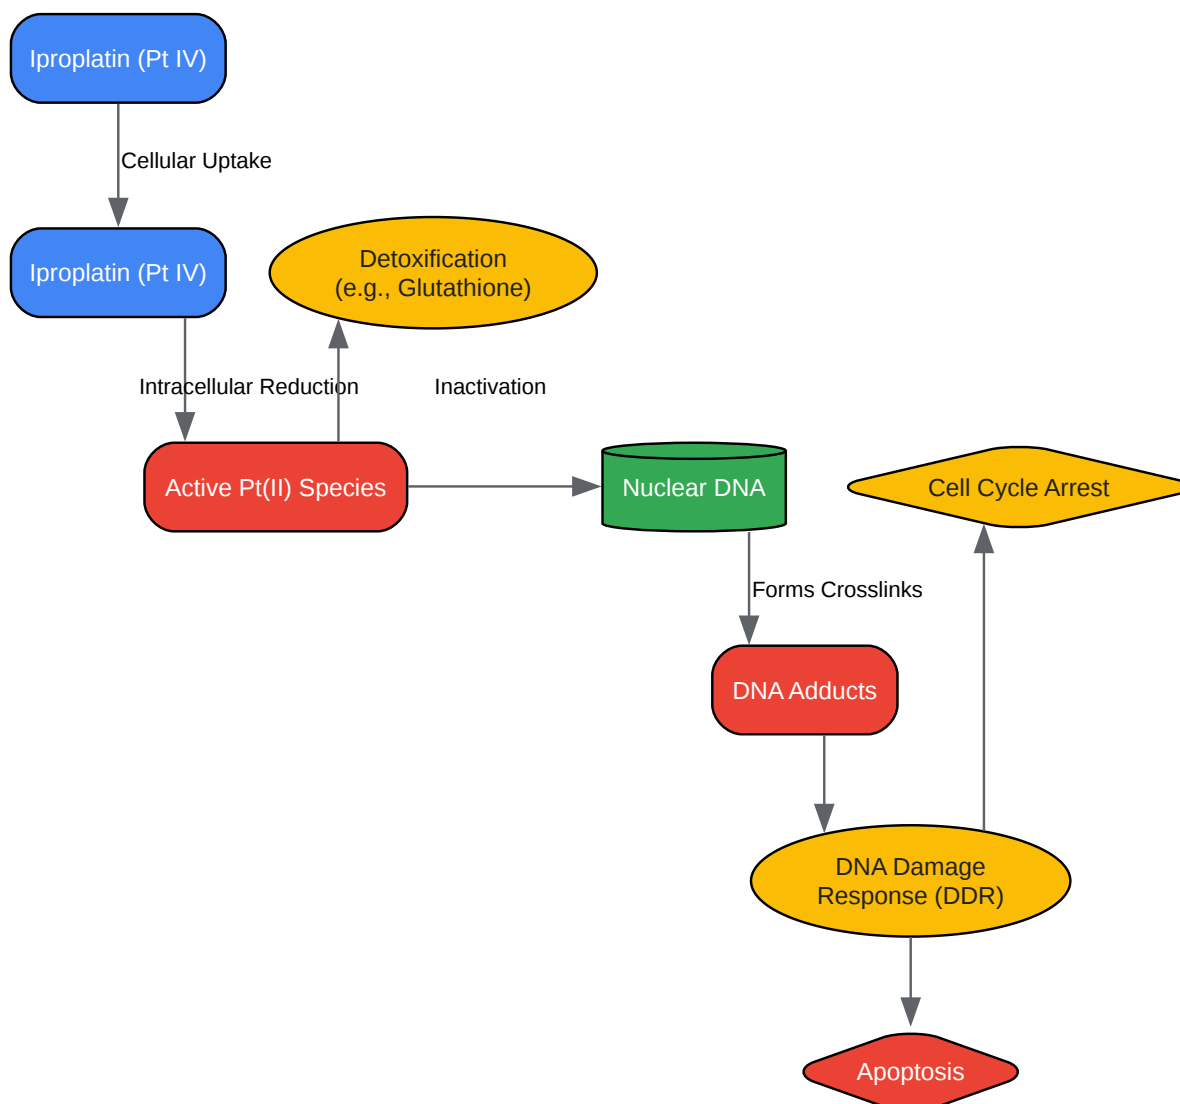 Iproplatin (Pt IV)
Cellular Uptake
Iproplatin (Pt IV)
Detoxification
(e.g., Glutathione)
Intracellular Reduction
Inactivation
Active Pt(II) Species
Nuclear DNA
Cell Cycle Arrest
Forms Crosslinks
DNA Adducts
DNA Damage
Response (DDR)
Apoptosis